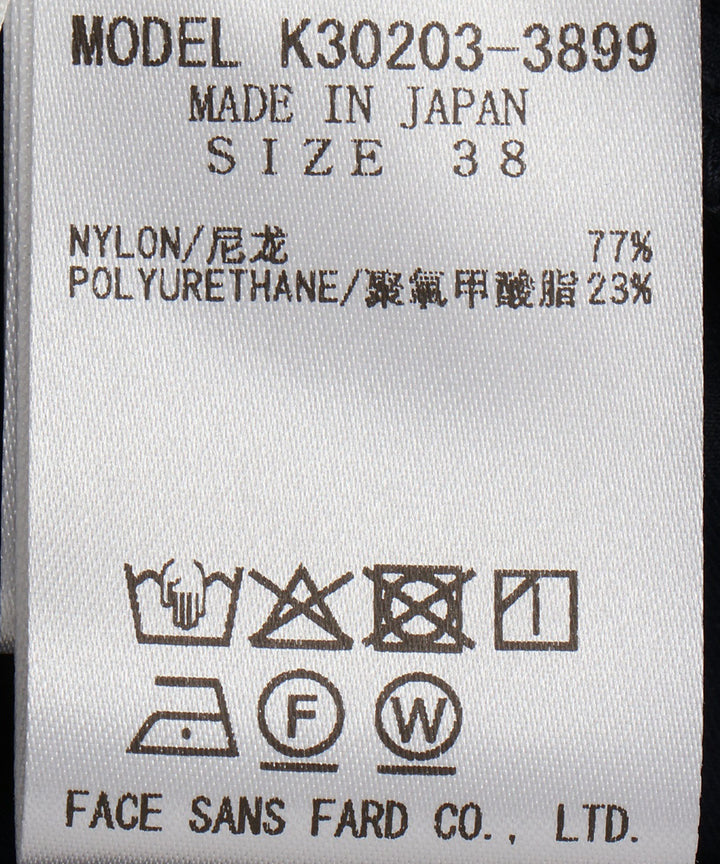 MODEL K30203-3899
MADE IN JAPAN
SIZE 38
NYLON/尼龙 77%
POLYURETHANE/聚氯甲酸脂 23%
F W
FACE SANS FARD CO., LTD.